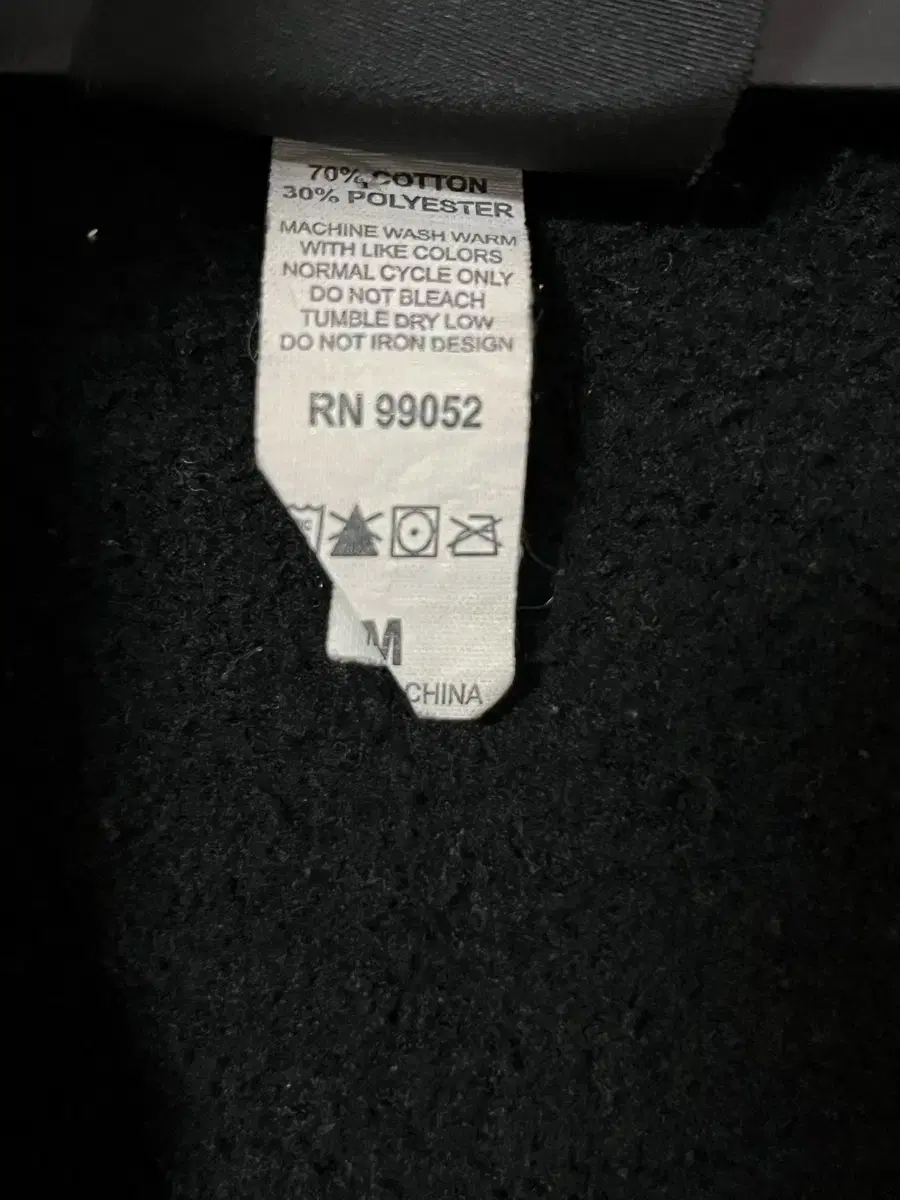 70% COTTON
30% POLYESTER
MACHINE WASH WARM
WITH LIKE COLORS
NORMAL CYCLE ONLY
DO NOT BLEACH
TUMBLE DRY LOW
DO NOT IRON DESIGN
RN 99052
M
CHINA